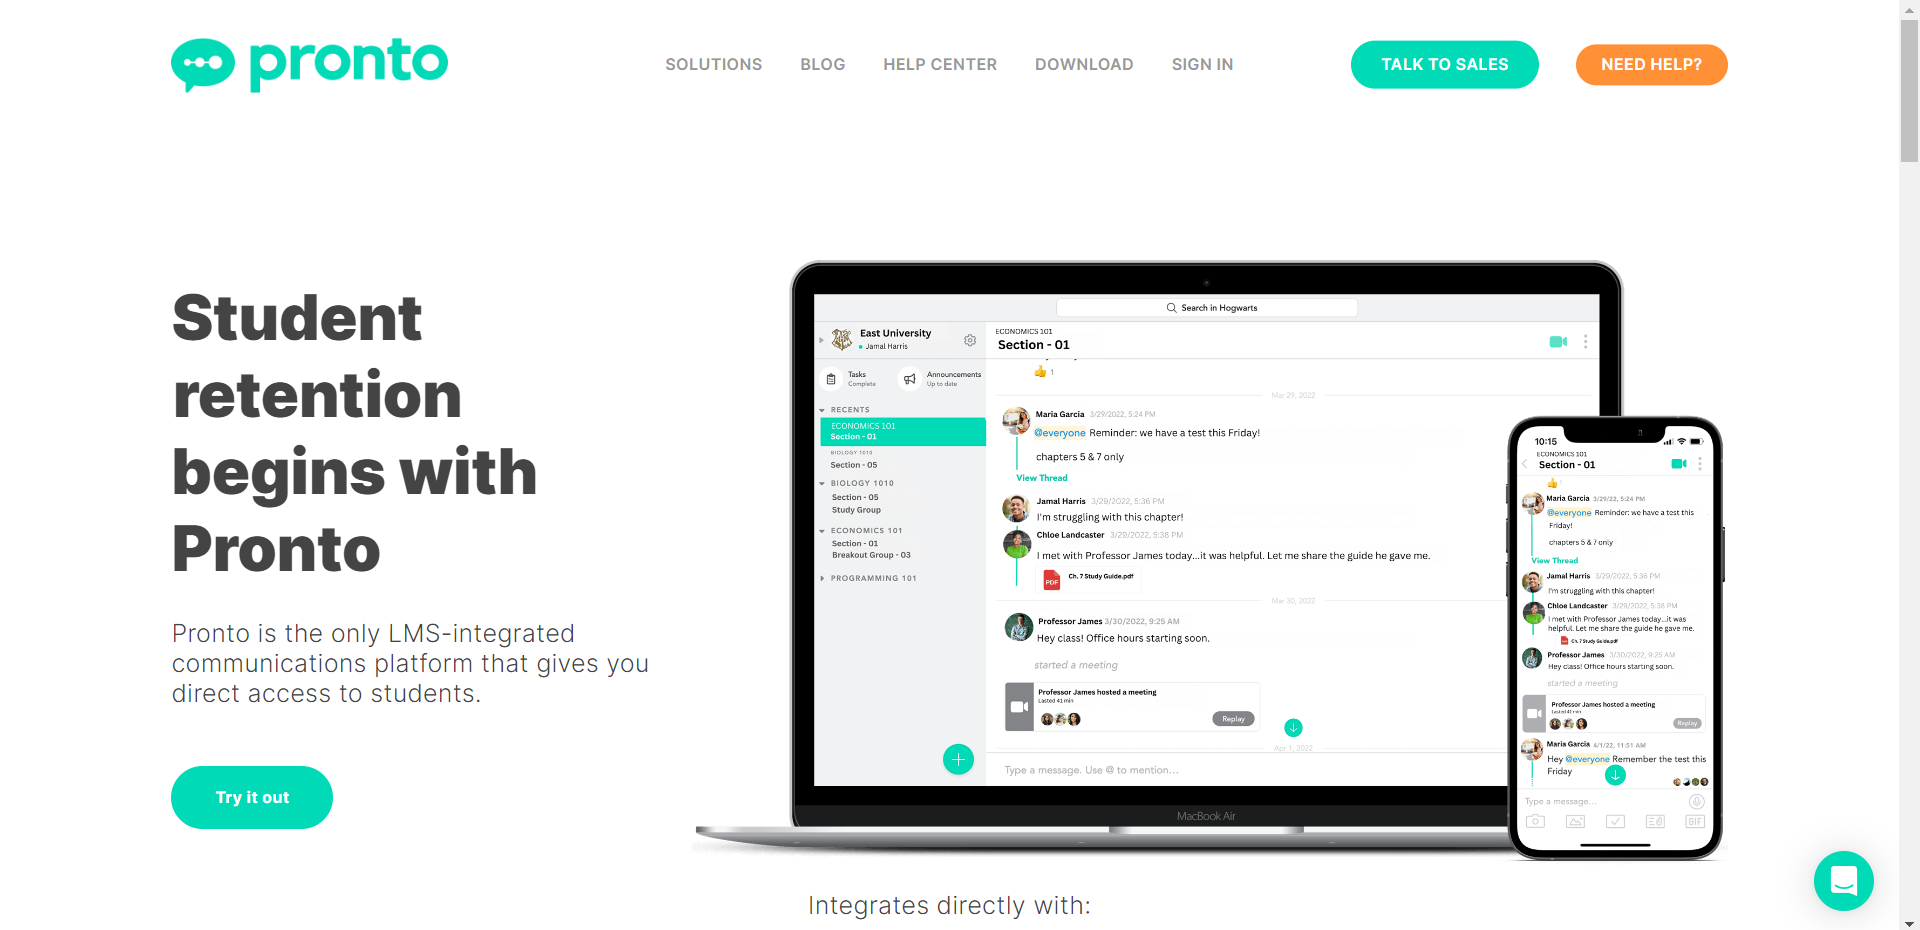 pronto
SOLUTIONS
BLOG
HELP CENTER
DOWNLOAD
SIGN IN
TALK TO SALES
NEED HELP?
Student
retention
begins with
Pronto
Pronto is the only LMS-integrated
communications platform that gives you
direct access to students.
Try it out
Search in Hogwarts
East University
Jamal Harris
Tasks
Complete
Announcements
Up to date
RECENTS
ECONOMICS 101
Section - 01
BIOLOGY 1010
Section - 05
BIOLOGY 1010
Section - 05
Study Group
ECONOMICS 101
Section - 01
Breakout Group - 03
PROGRAMMING 101
ECONOMICS 101
Section - 01
1
Mar 29, 2022
Maria Garcia 3/29/2022, 5:24 PM
@everyone Reminder: we have a test this Friday!
chapters 5 & 7 only
View Thread
Jamal Harris 3/29/2022, 5:36 PM
I'm struggling with this chapter!
Chloe Landcaster 3/29/2022, 5:38 PM
I met with Professor James today...it was helpful. Let me share the guide he gave me.
PDF
Ch. 7 Study Guide.pdf
Mar 30, 2022
Professor James 3/30/2022, 9:25 AM
Hey class! Office hours starting soon.
started a meeting
Professor James hosted a meeting
Lasted 41 min
Replay
Apr 1, 2022
Type a message. Use @ to mention...
MacBook Air
10:15
ECONOMICS 101
Section - 01
Maria Garcia 3/29/22, 5:24 PM
@everyone Reminder: we have a test this
Friday!
chapters 5 & 7 only
View Thread
Jamal Harris 3/29/2022, 5:36 PM
I'm struggling with this chapter!
Chloe Landcaster 3/29/2022, 5:38 PM
I met with Professor James today...it was
helpful. Let me share the guide he gave me.
Ch. 7 Study Guide.pdf
Professor James 3/30/2022, 9:25 AM
Hey class! Office hours starting soon.
started a meeting
Professor James hosted a meeting
Lasted 41 min
Replay
Maria Garcia 4/1/22, 11:51 AM
Hey @everyone Remember the test this
Friday
Type a message...
GIF
Integrates directly with: